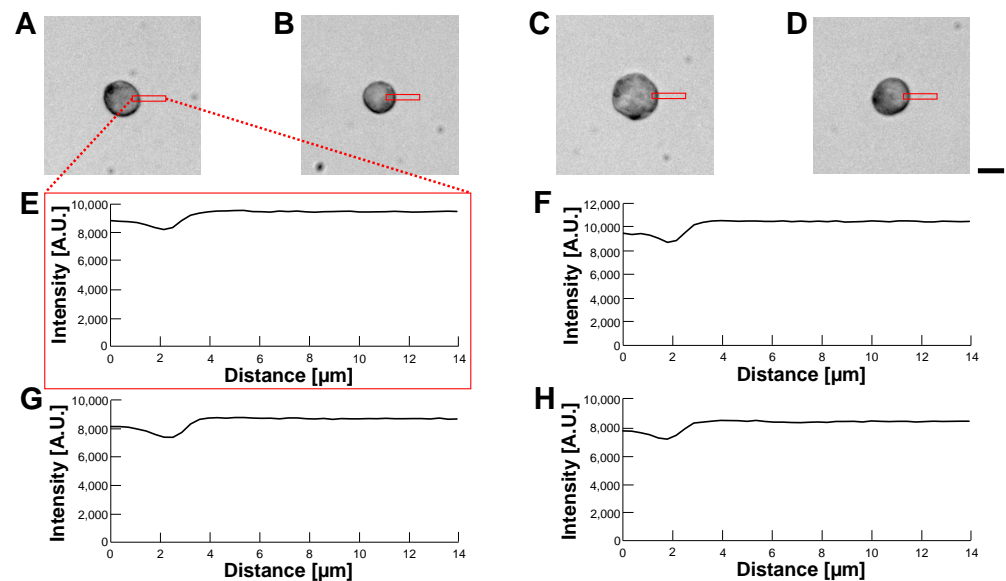 A B C D
E
10,000
8,000
6,000
4,000
2,000
0
Intensity [A.U.]
0 2 4 6 8 10 12 14
Distance [µm]
F
12,000
10,000
8,000
6,000
4,000
2,000
0
Intensity [A.U.]
0 2 4 6 8 10 12 14
Distance [µm]
G
10,000
8,000
6,000
4,000
2,000
0
Intensity [A.U.]
0 2 4 6 8 10 12 14
Distance [µm]
H
10,000
8,000
6,000
4,000
2,000
0
Intensity [A.U.]
0 2 4 6 8 10 12 14
Distance [µm]